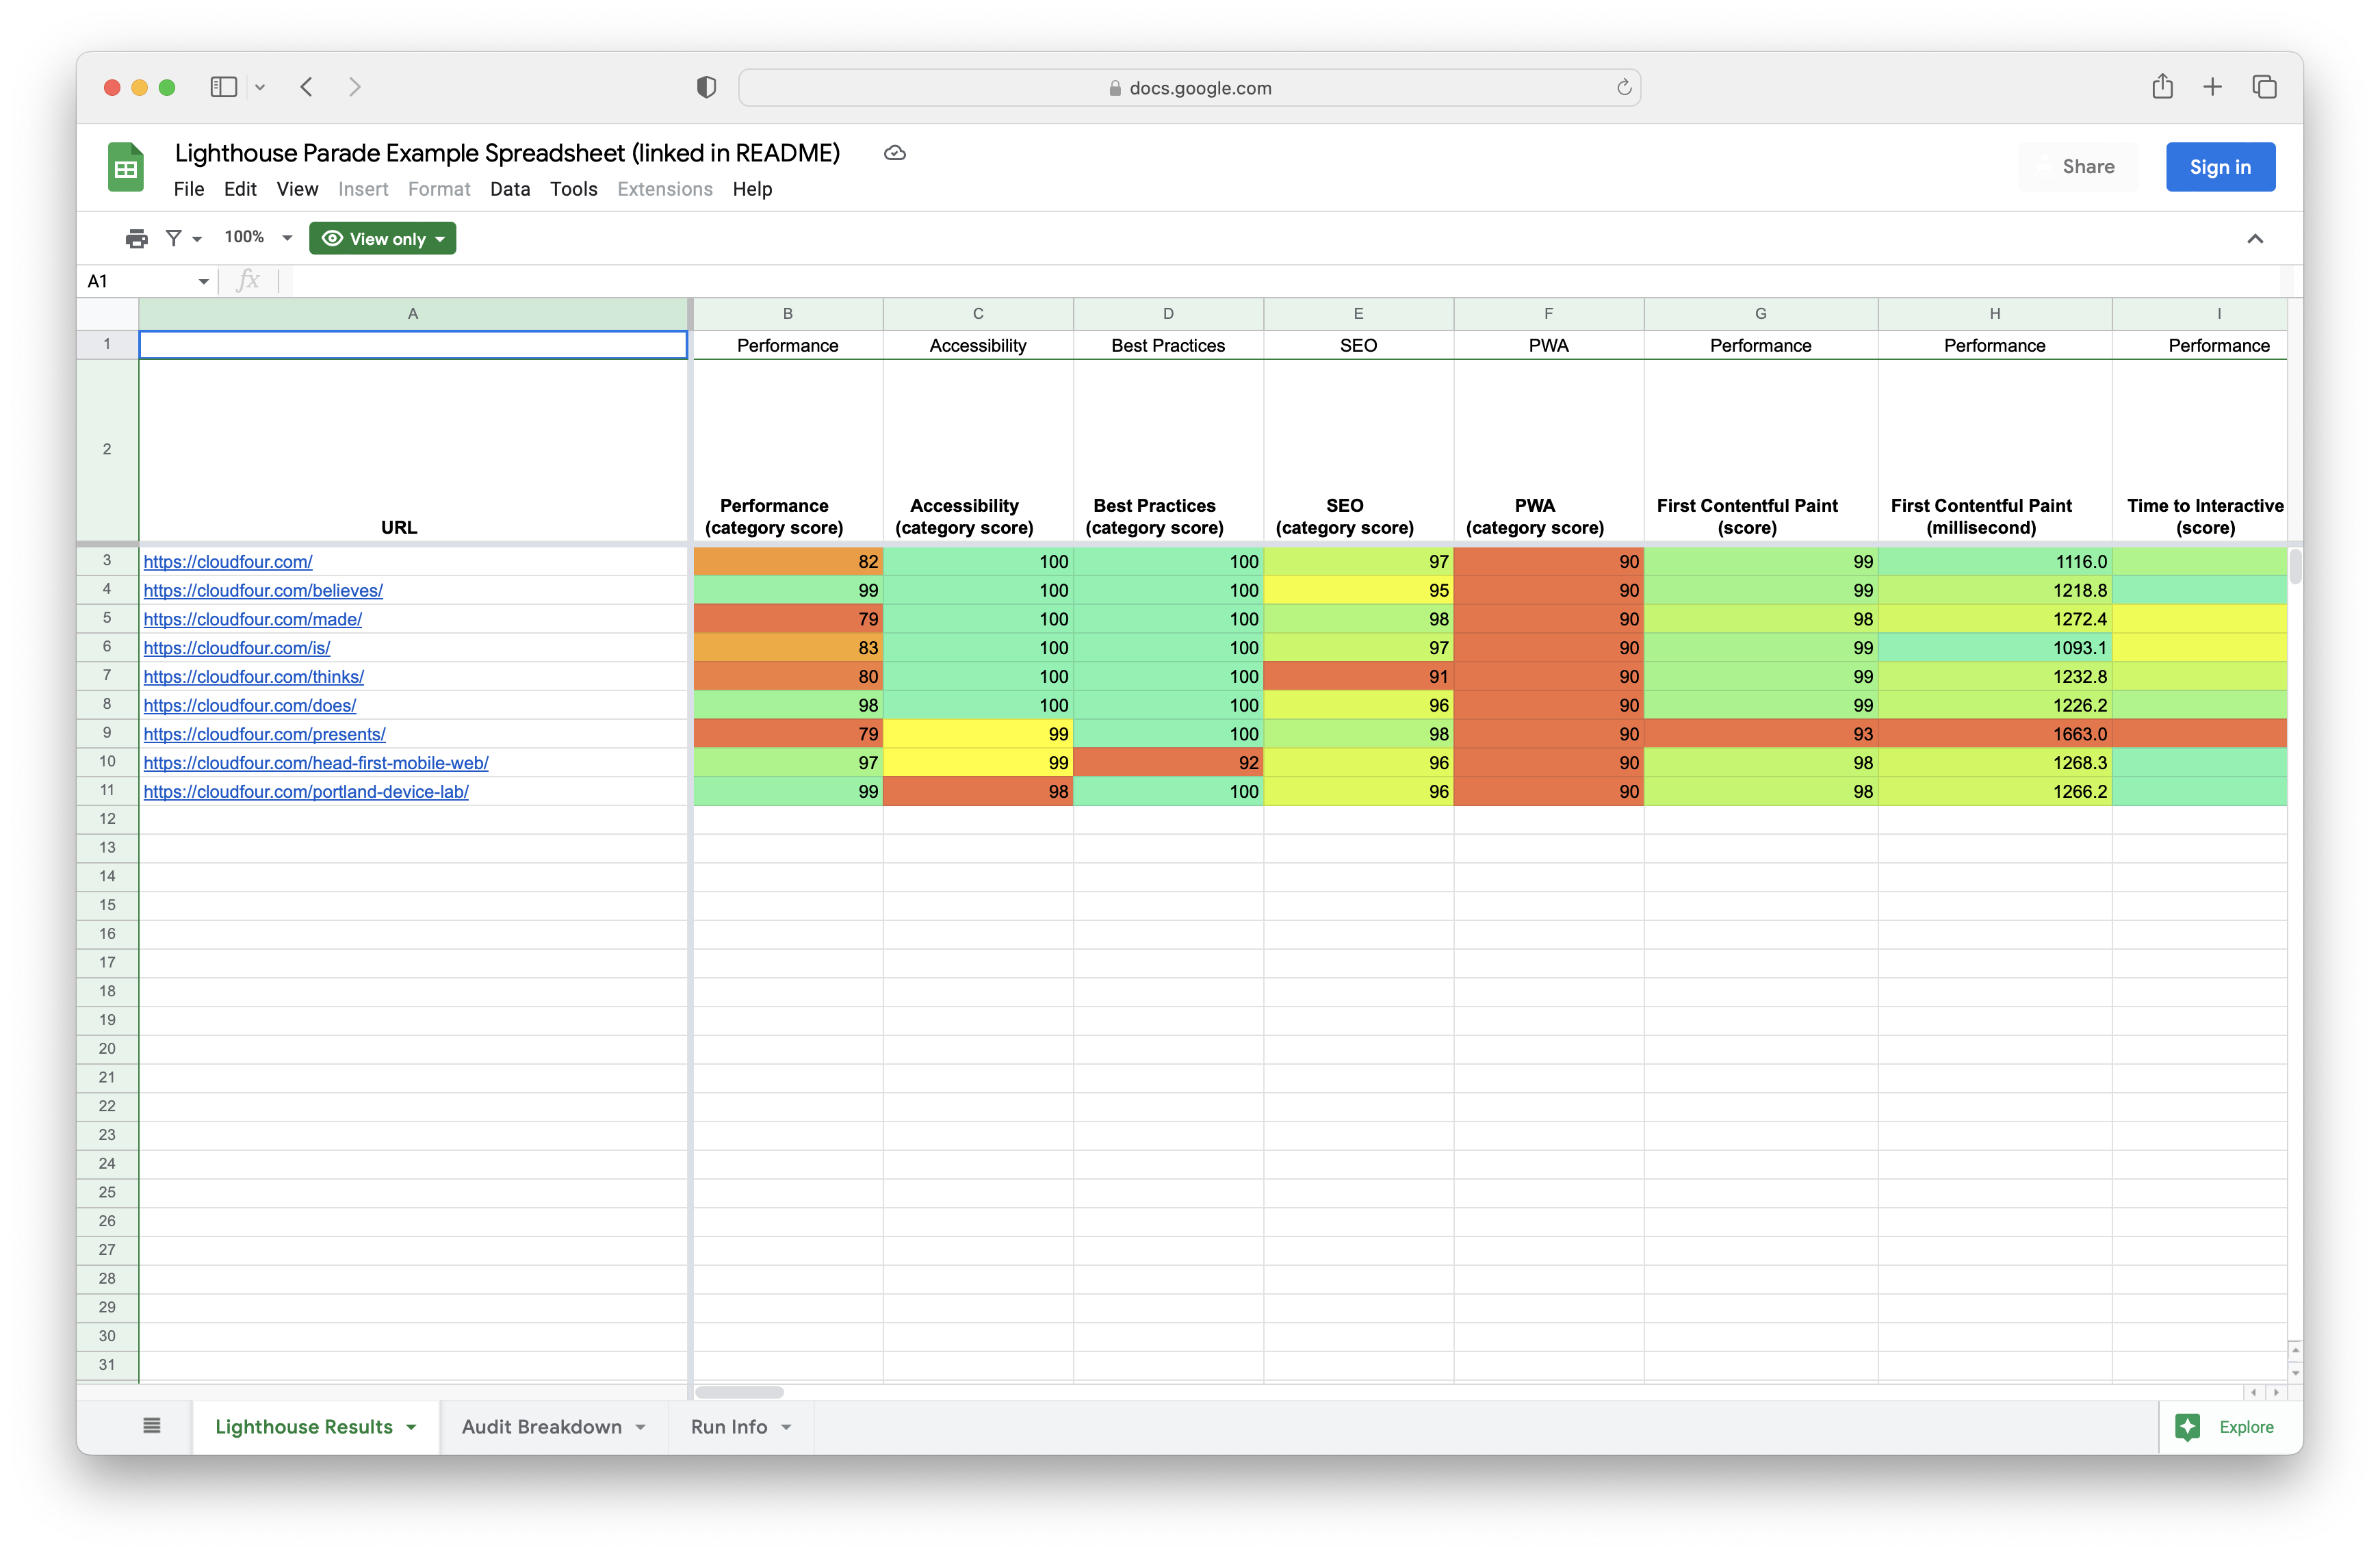 docs.google.com
Lighthouse Parade Example Spreadsheet (linked in README)
File Edit View Insert Format Data Tools Extensions Help
Share
Sign in
100% View only
A1 fx
A B C D E F G H I
1 Performance Accessibility Best Practices SEO PWA Performance Performance Performance
2
Performance Accessibility Best Practices SEO PWA First Contentful Paint First Contentful Paint Time to Interactive
URL (category score) (category score) (category score) (category score) (category score) (score) (millisecond) (score)
3 https://cloudfour.com/ 82 100 100 97 90 99 1116.0
4 https://cloudfour.com/believes/ 99 100 100 95 90 99 1218.8
5 https://cloudfour.com/made/ 79 100 100 98 90 98 1272.4
6 https://cloudfour.com/is/ 83 100 100 97 90 99 1093.1
7 https://cloudfour.com/thinks/ 80 100 100 91 90 99 1232.8
8 https://cloudfour.com/does/ 98 100 100 96 90 99 1226.2
9 https://cloudfour.com/presents/ 79 99 100 98 90 93 1663.0
10 https://cloudfour.com/head-first-mobile-web/ 97 99 92 96 90 98 1268.3
11 https://cloudfour.com/portland-device-lab/ 99 98 100 96 90 98 1266.2
12
13
14
15
16
17
18
19
20
21
22
23
24
25
26
27
28
29
30
31
Lighthouse Results Audit Breakdown Run Info Explore